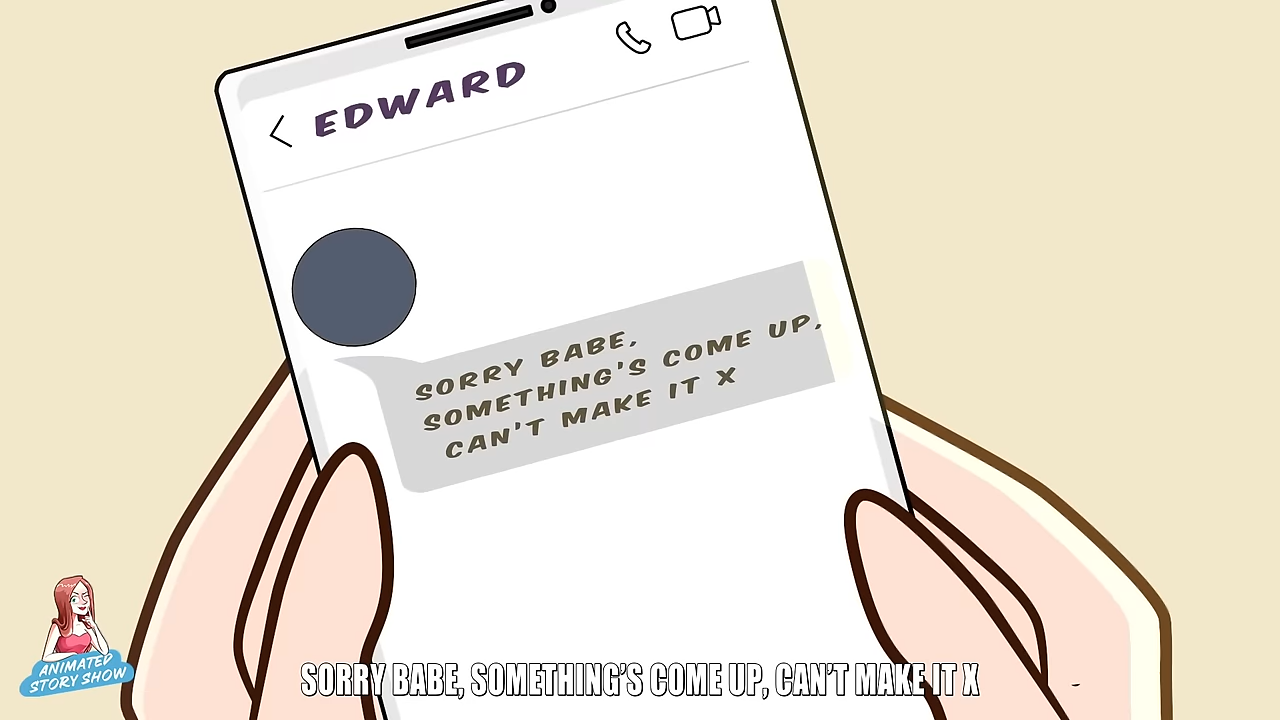 EDWARD
SORRY BABE,
SOMETHING'S COME UP,
CAN'T MAKE IT X
ANIMATED
STORY SHOW
SORRY BABE, SOMETHING'S COME UP, CAN'T MAKE IT X